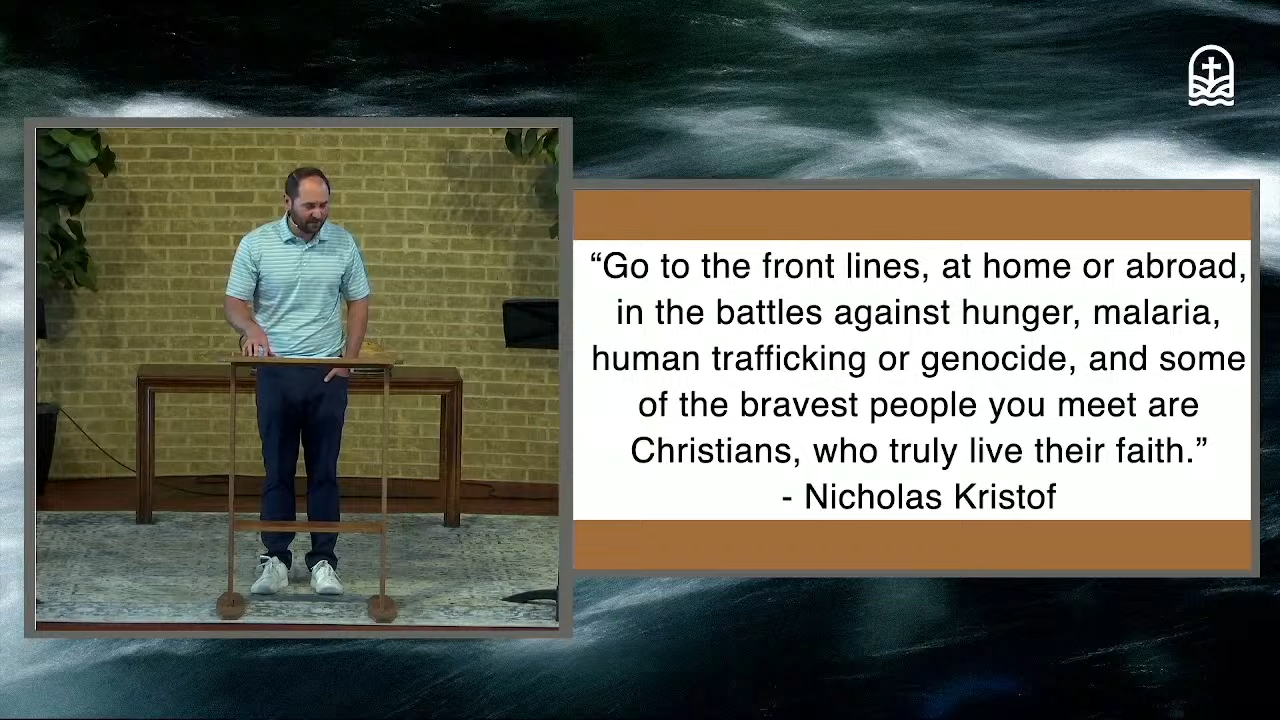 “Go to the front lines, at home or abroad,
in the battles against hunger, malaria,
human trafficking or genocide, and some
of the bravest people you meet are
Christians, who truly live their faith.”
- Nicholas Kristof